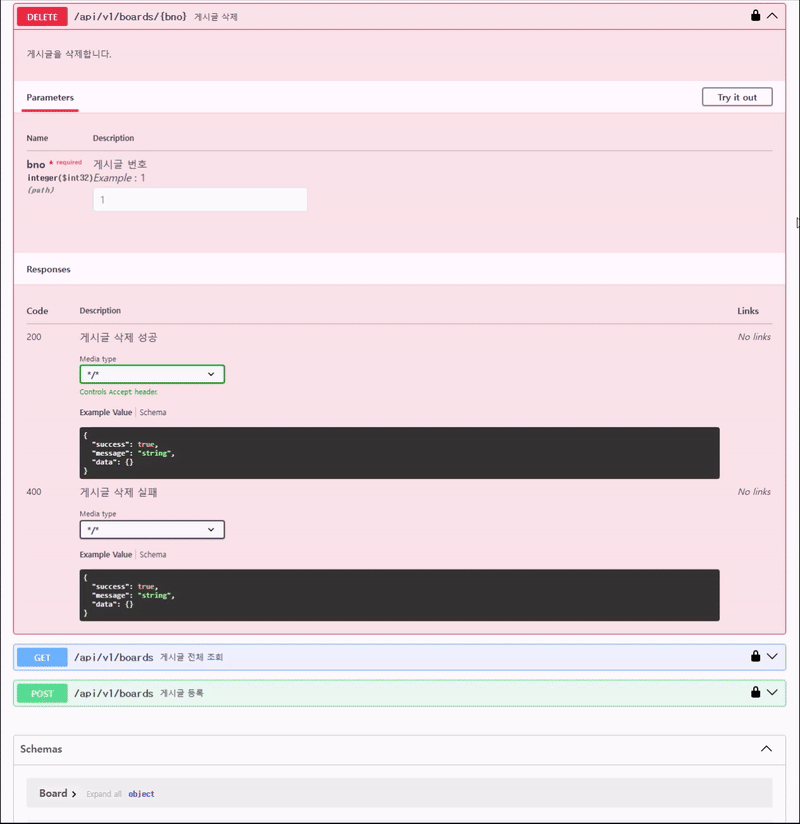 DELETE /api/v1/boards/{bno} 게시글 삭제
게시글을 삭제합니다.
Parameters Try it out
Name Description
bno * required 게시글 번호
integer($int32) Example : 1
(path)
1
Responses
Code Description Links
200 게시글 삭제 성공 No links
Media type
*/*
Controls Accept header.
Example Value Schema
{
"success": true,
"message": "string",
"data": {}
}
400 게시글 삭제 실패 No links
Media type
*/*
Example Value Schema
{
"success": true,
"message": "string",
"data": {}
}
GET /api/v1/boards 게시글 전체 조회
POST /api/v1/boards 게시글 등록
Schemas
Board Expand all object